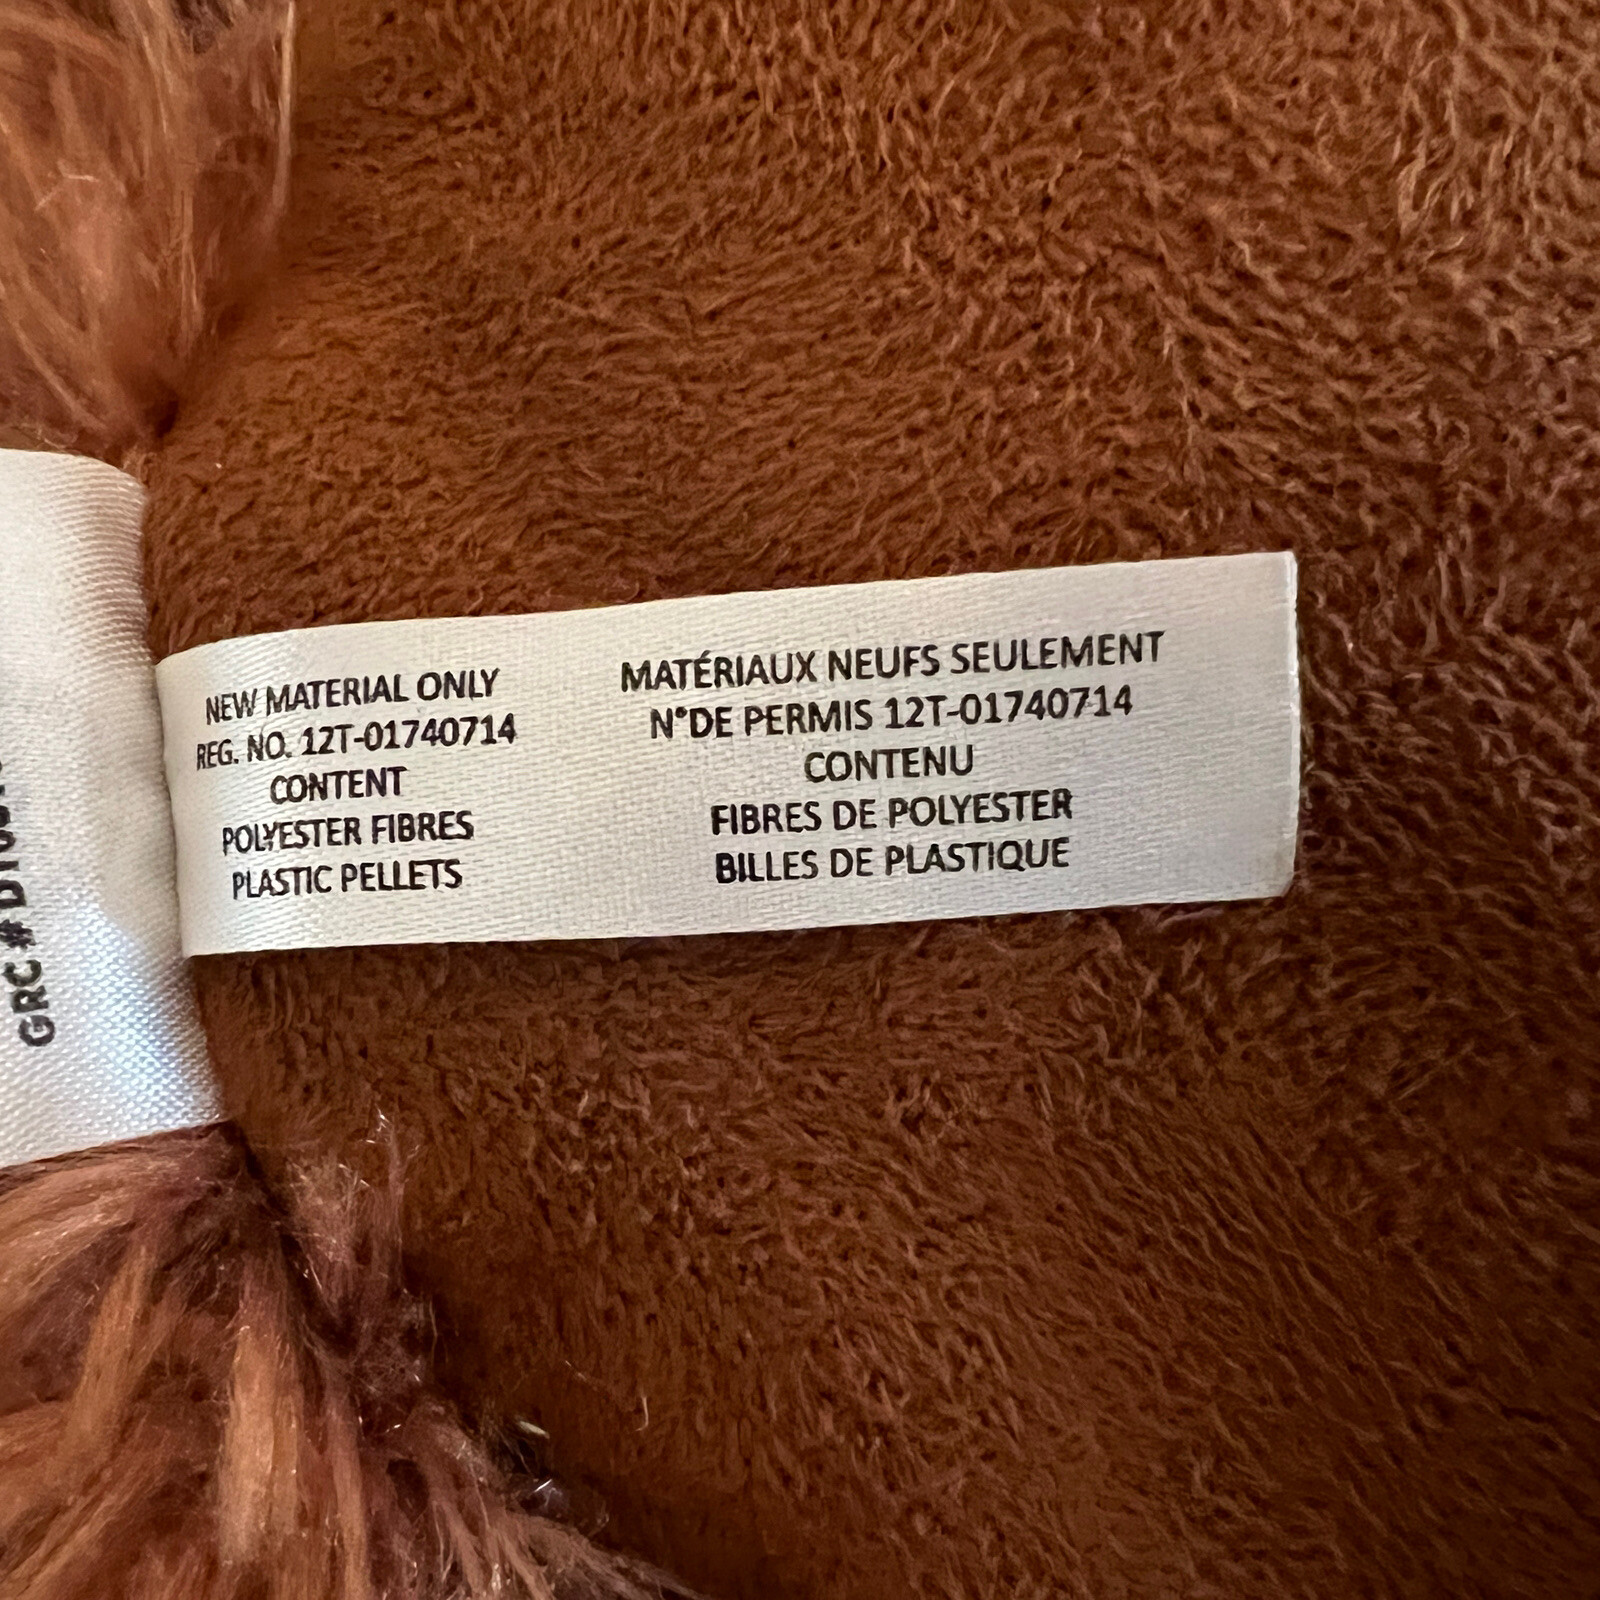 NEW MATERIAL ONLY
REG. NO. 12T-01740714
CONTENT
POLYESTER FIBRES
PLASTIC PELLETS
MATÉRIAUX NEUFS SEULEMENT
N°DE PERMIS 12T-01740714
CONTENU
FIBRES DE POLYESTER
BILLES DE PLASTIQUE
GRC